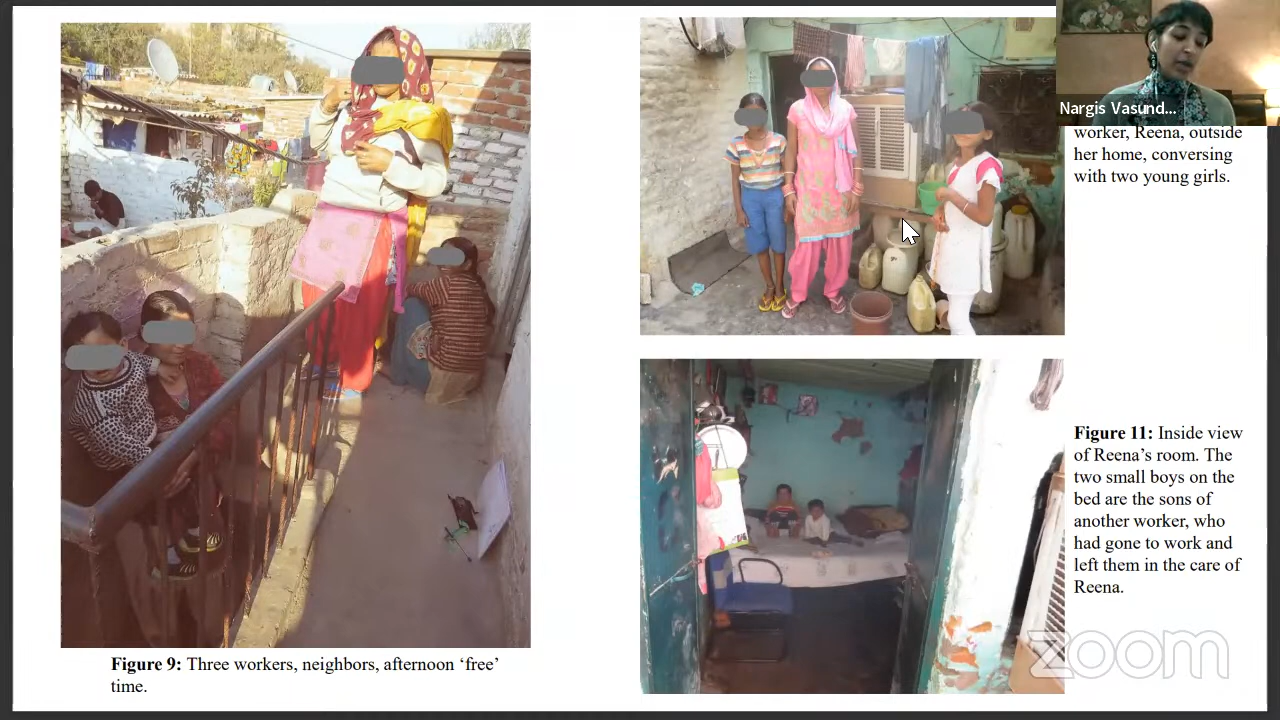 Nargis Vasund...
worker, Reena, outside
her home, conversing
with two young girls.
Figure 11: Inside view
of Reena’s room. The
two small boys on the
bed are the sons of
another worker, who
had gone to work and
left them in the care of
Reena.
Figure 9: Three workers, neighbors, afternoon ‘free’
time.
zoom